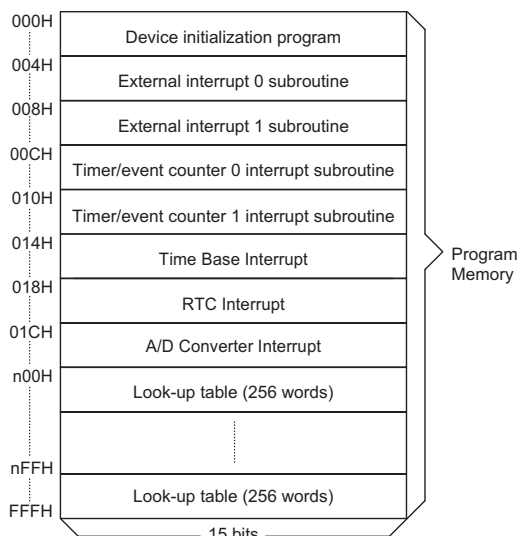 000H
Device initialization program
004H
External interrupt 0 subroutine
008H
External interrupt 1 subroutine
00CH
Timer/event counter 0 interrupt subroutine
010H
Timer/event counter 1 interrupt subroutine
014H
Time Base Interrupt
018H
RTC Interrupt
01CH
A/D Converter Interrupt
n00H
Look-up table (256 words)
nFFH
Look-up table (256 words)
FFFH
15 bits
Program
Memory